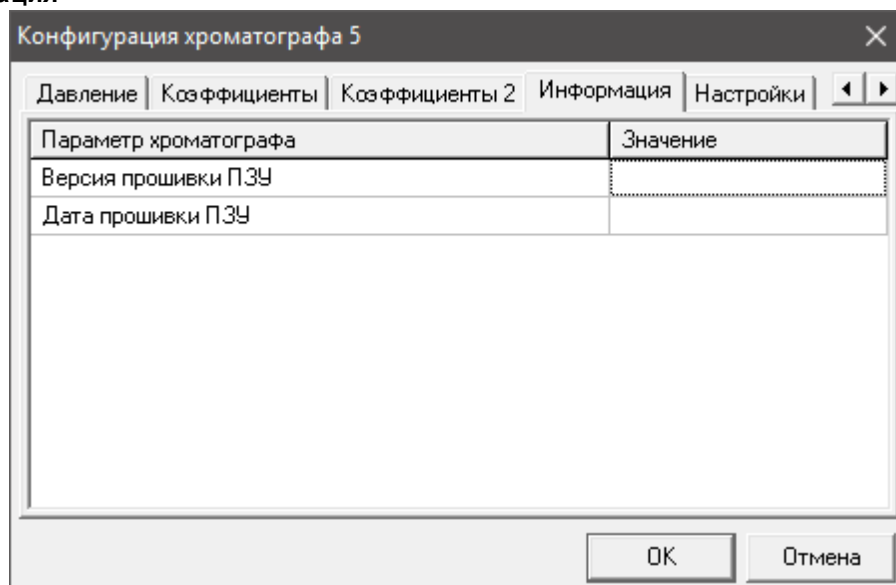 Конфигурация хроматографа 5
Давление Коэффициенты Коэффициенты 2 Информация Настройки
Параметр хроматографа Значение
Версия прошивки ПЗУ
Дата прошивки ПЗУ
OK Отмена